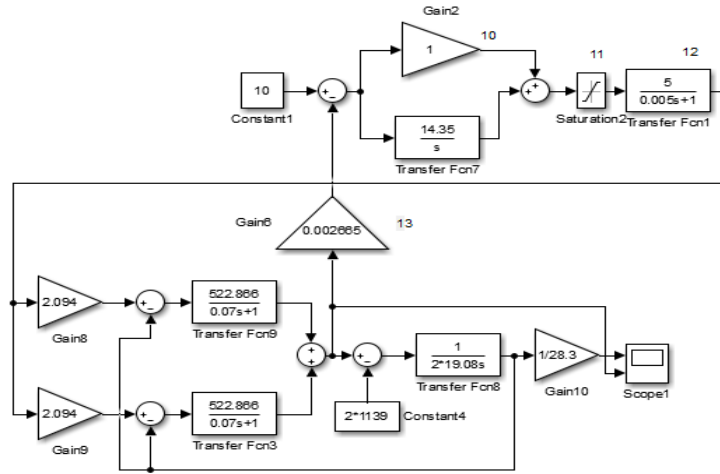 Gain2
10
1
11
12
10
Constant1
+
-
+
+
Saturation2
5
0.005s+1
Transfer Fcn1
14.35
s
Transfer Fcn7
Gain6
0.002665
13
2.094
Gain8
+
-
522.866
0.07s+1
Transfer Fcn9
+
+
+
-
1
2*19.08s
Transfer Fcn8
1/28.3
Gain10
Scope1
2.094
Gain9
+
-
522.866
0.07s+1
Transfer Fcn3
2*1139
Constant4